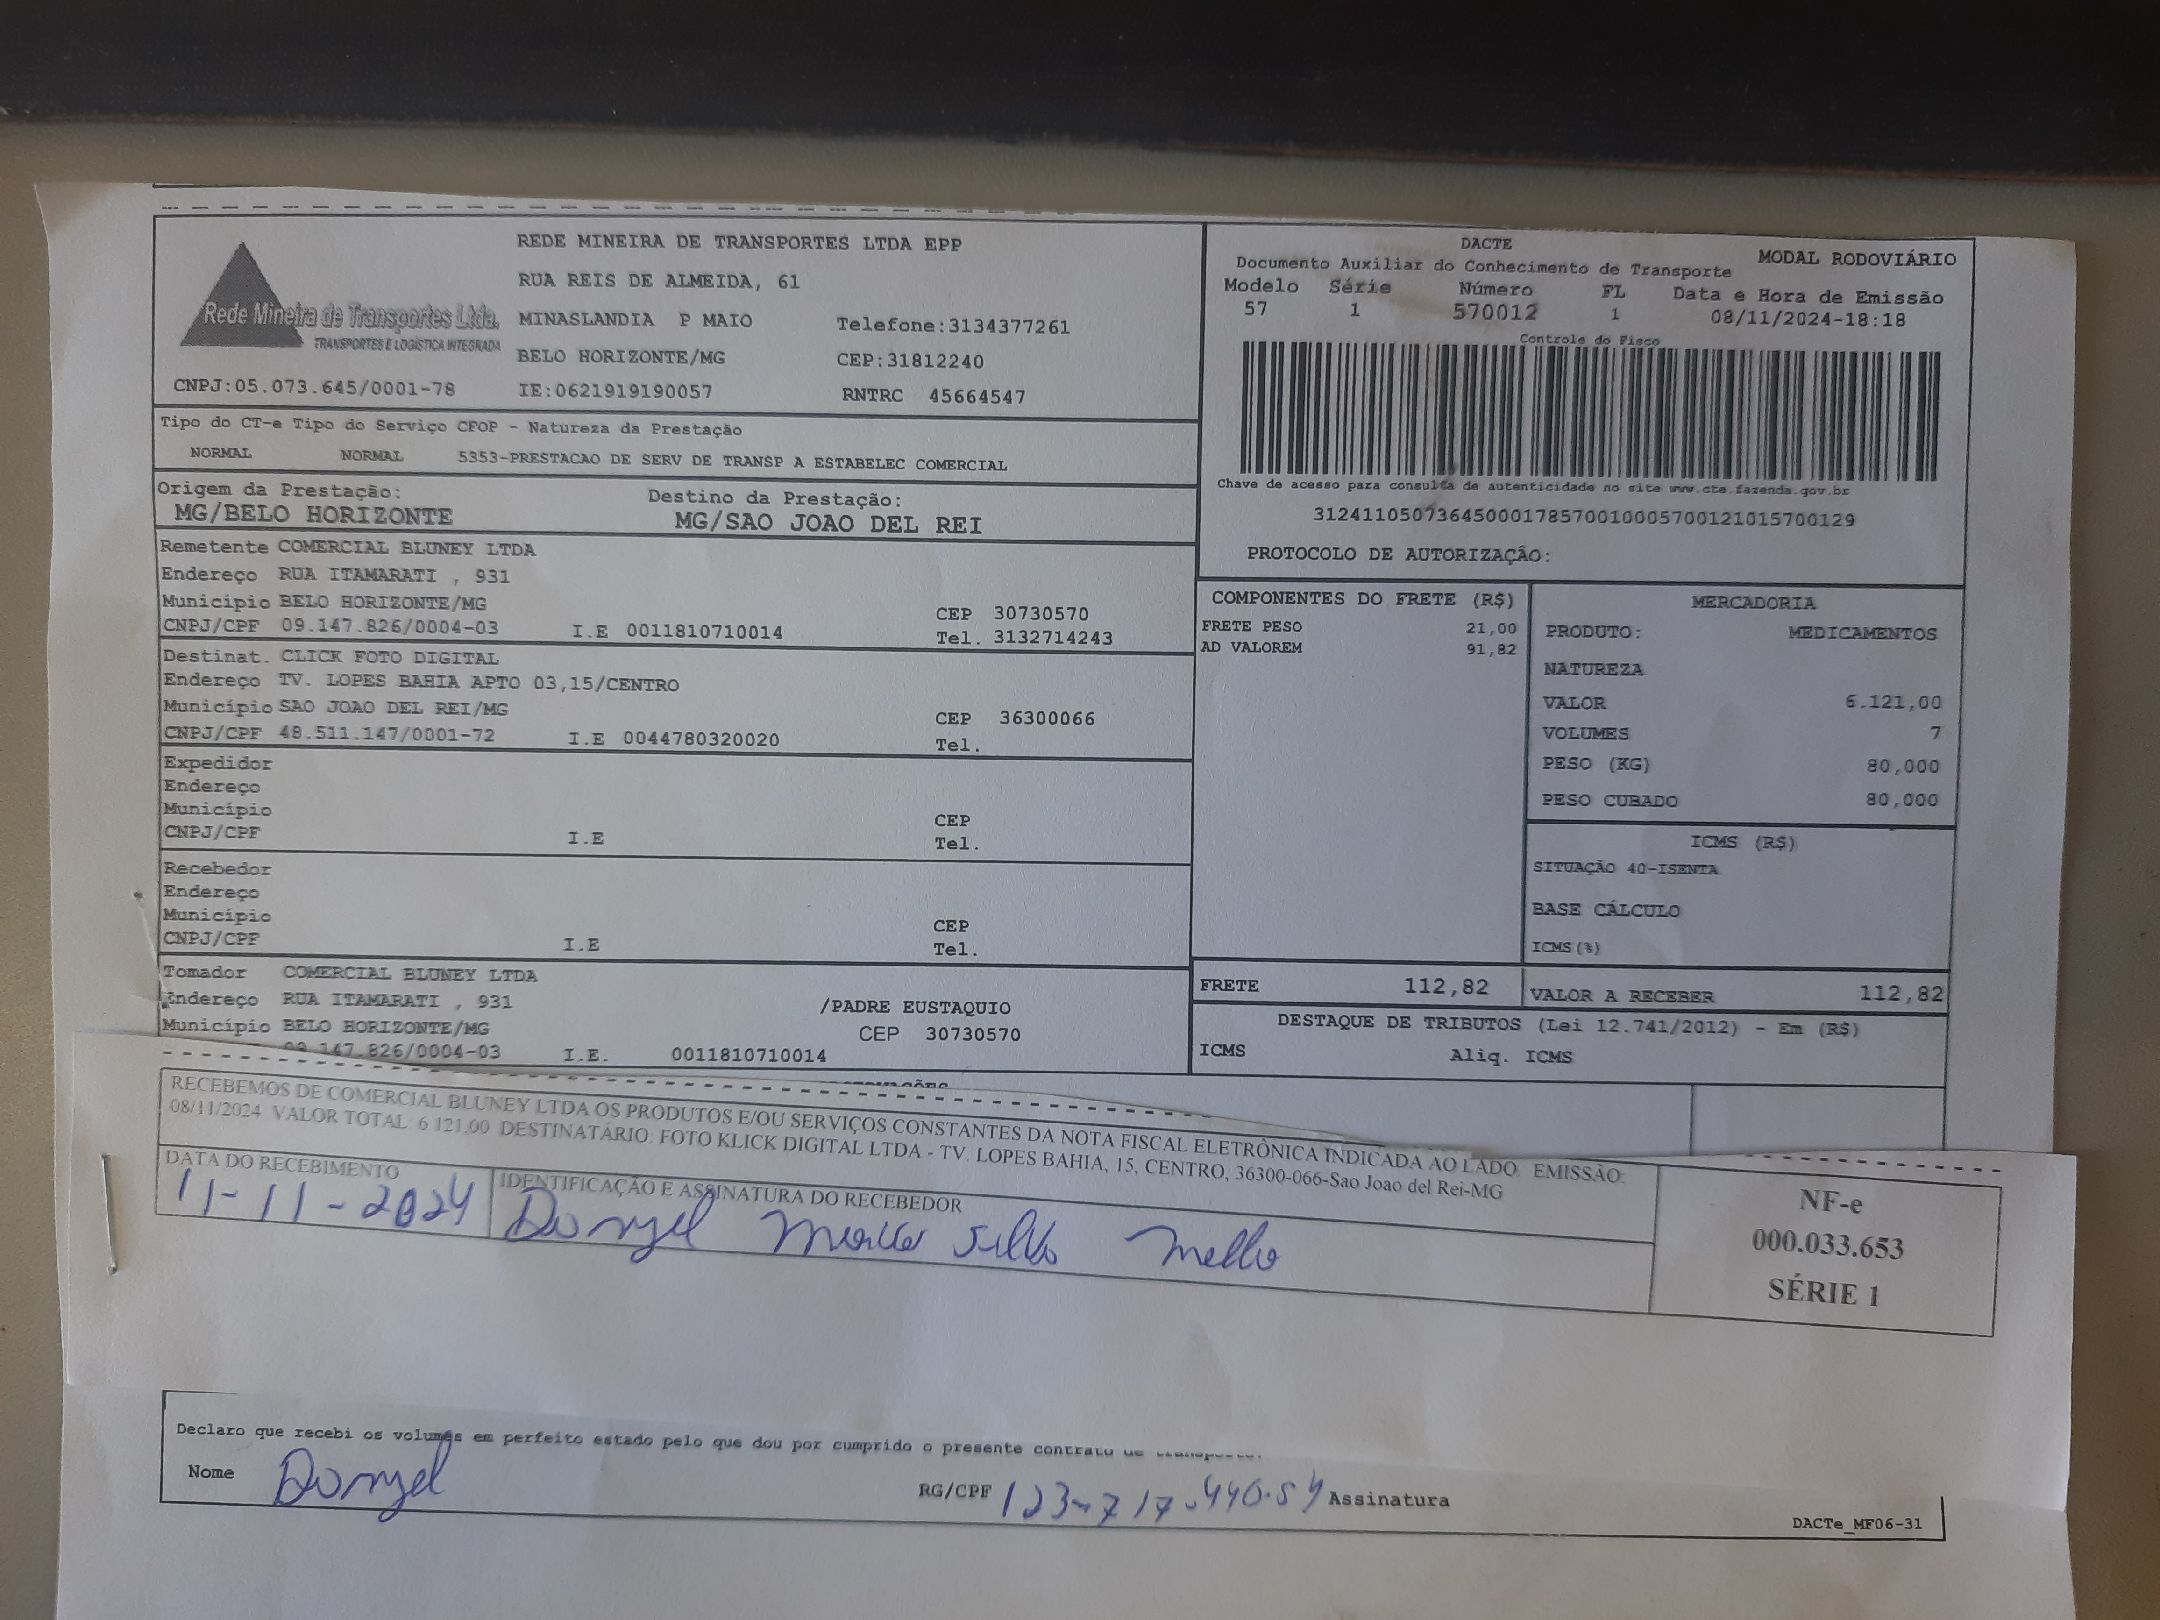 REDE MINEIRA DE TRANSPORTES LTDA EPP
RUA REIS DE ALMEIDA, 61
Rede Mineira de Transportes Ltda.
TRANSPORTES E LOGÍSTICA INTEGRADA
MINASLANDIA P MAIO Telefone:3134377261
BELO HORIZONTE/MG CEP:31812240
CNPJ:05.073.645/0001-78 IE:0621919190057 RNTRC 45664547
DACTE MODAL RODOVIÁRIO
Documento Auxiliar do Conhecimento de Transporte
Modelo Série Número FL Data e Hora de Emissão
57 1 570012 1 08/11/2024-18:18
Controle do Fisco
Chave de acesso para consulta de autenticidade no site www.cte.fazenda.gov.br
31241105073645000178570010005700121015700129
PROTOCOLO DE AUTORIZAÇÃO:
Tipo do CT-e Tipo do Serviço CFOP - Natureza da Prestação
NORMAL NORMAL 5353-PRESTACAO DE SERV DE TRANSP A ESTABELEC COMERCIAL
Origem da Prestação: Destino da Prestação:
MG/BELO HORIZONTE MG/SAO JOAO DEL REI
Remetente COMERCIAL BLUNEY LTDA
Endereço RUA ITAMARATI , 931
Município BELO HORIZONTE/MG CEP 30730570
CNPJ/CPF 09.147.826/0004-03 I.E 0011810710014 Tel. 3132714243
Destinat. CLICK FOTO DIGITAL
Endereço TV. LOPES BAHIA APTO 03,15/CENTRO
Município SAO JOAO DEL REI/MG CEP 36300066
CNPJ/CPF 48.511.147/0001-72 I.E 0044780320020 Tel.
Expedidor
Endereço
Município CEP
CNPJ/CPF I.E Tel.
Recebedor
Endereço
Município CEP
CNPJ/CPF I.E Tel.
Tomador COMERCIAL BLUNEY LTDA
Endereço RUA ITAMARATI , 931 /PADRE EUSTAQUIO
Município BELO HORIZONTE/MG CEP 30730570
09.147.826/0004-03 I.E. 0011810710014
COMPONENTES DO FRETE (R$)
FRETE PESO 21,00
AD VALOREM 91,82
MERCADORIA
PRODUTO: MEDICAMENTOS
NATUREZA
VALOR 6.121,00
VOLUMES 7
PESO (KG) 80,000
PESO CUBADO 80,000
ICMS (R$)
SITUAÇÃO 40-ISENTA
BASE CÁLCULO
ICMS(%)
FRETE 112,82 VALOR A RECEBER 112,82
DESTAQUE DE TRIBUTOS (Lei 12.741/2012) - Em (R$)
ICMS Aliq. ICMS
RECEBEMOS DE COMERCIAL BLUNEY LTDA OS PRODUTOS E/OU SERVIÇOS CONSTANTES DA NOTA FISCAL ELETRÔNICA INDICADA AO LADO. EMISSÃO:
08/11/2024 VALOR TOTAL: 6.121,00 DESTINATÁRIO: FOTO KLICK DIGITAL LTDA - TV. LOPES BAHIA, 15, CENTRO, 36300-066-Sao Joao del Rei-MG
DATA DO RECEBIMENTO IDENTIFICAÇÃO E ASSINATURA DO RECEBEDOR
11-11-2024 Mello
NF-e
000.033.653
SÉRIE 1
Declaro que recebi os volumes em perfeito estado pelo que dou por cumprido o presente contrato de
Nome RG/CPF 123-717.440.54 Assinatura
DACTe_MF06-31